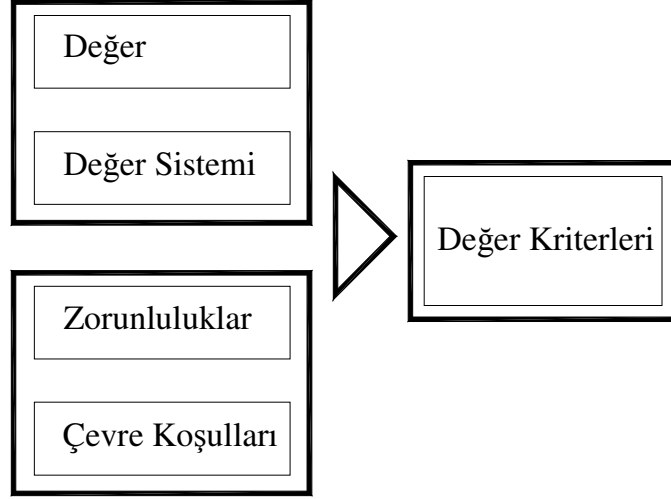 Değer
Değer Sistemi
Zorunluluklar
Çevre Koşulları
Değer Kriterleri